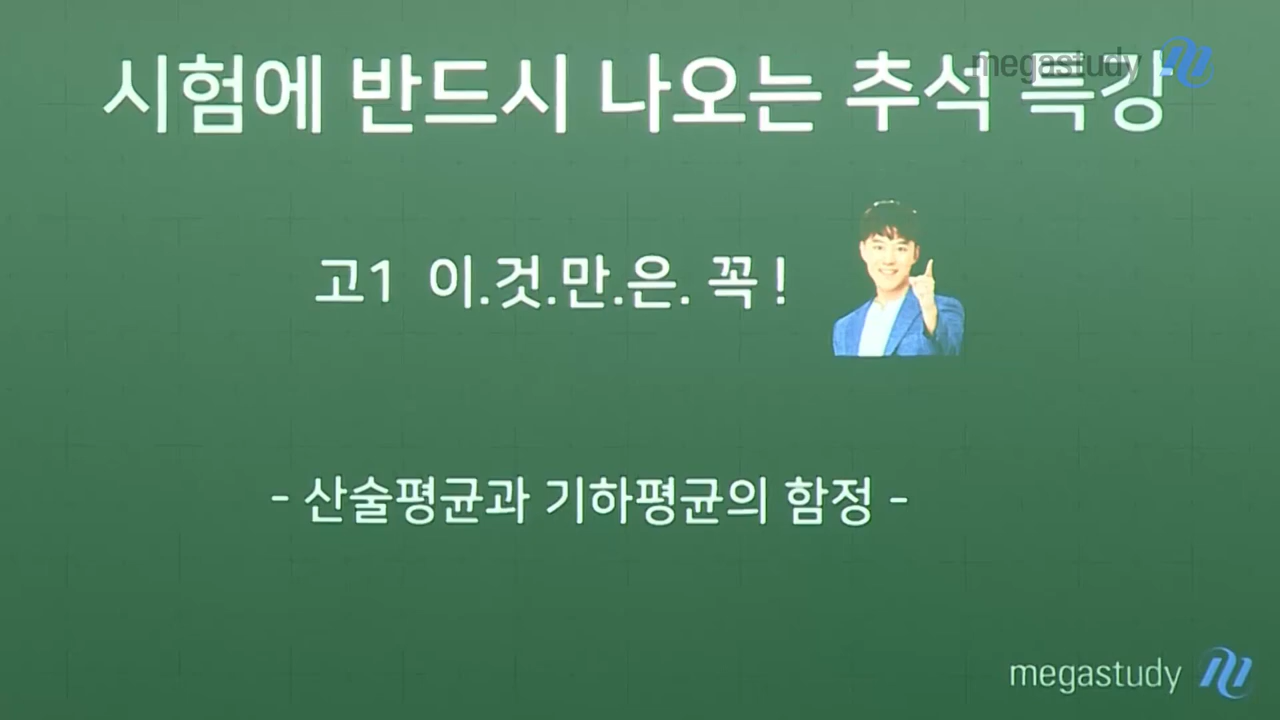 시험에 반드시 나오는 추석 특강
megastudy
고1 이.것.만.은. 꼭!
- 산술평균과 기하평균의 함정 -
megastudy